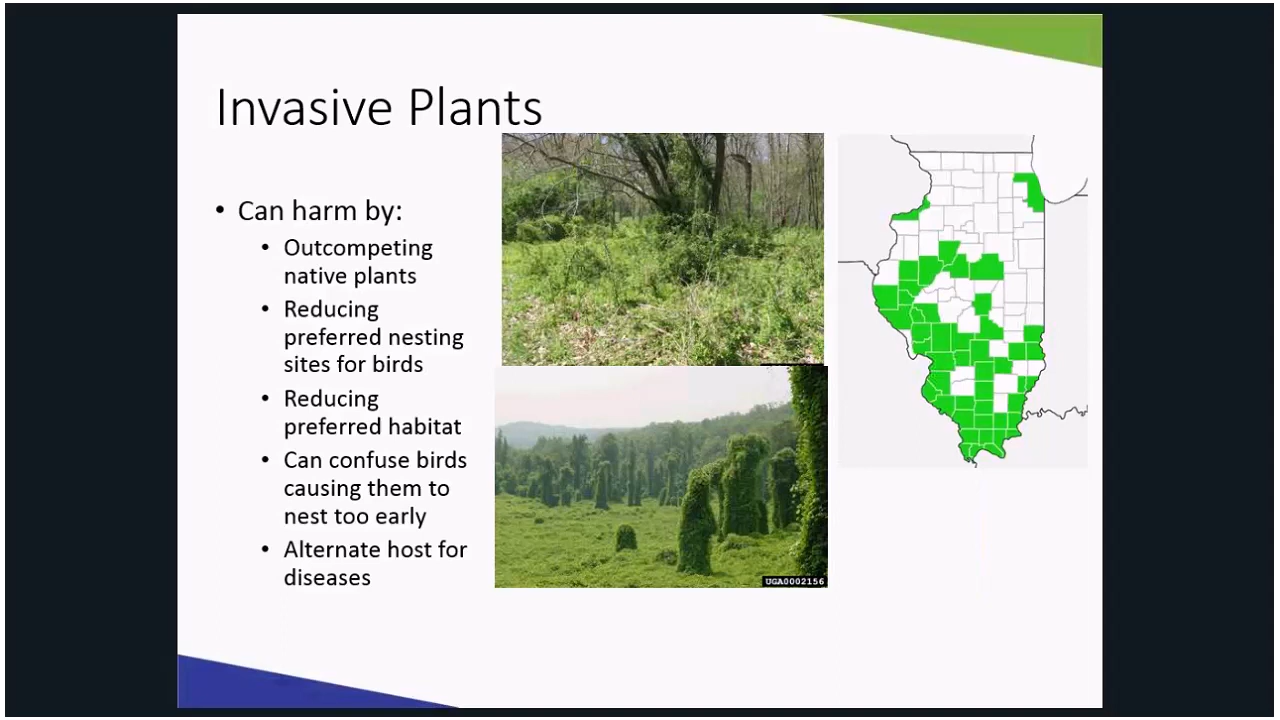 Invasive Plants
• Can harm by:
• Outcompeting
native plants
• Reducing
preferred nesting
sites for birds
• Reducing
preferred habitat
• Can confuse birds
causing them to
nest too early
• Alternate host for
diseases
UGA0002156